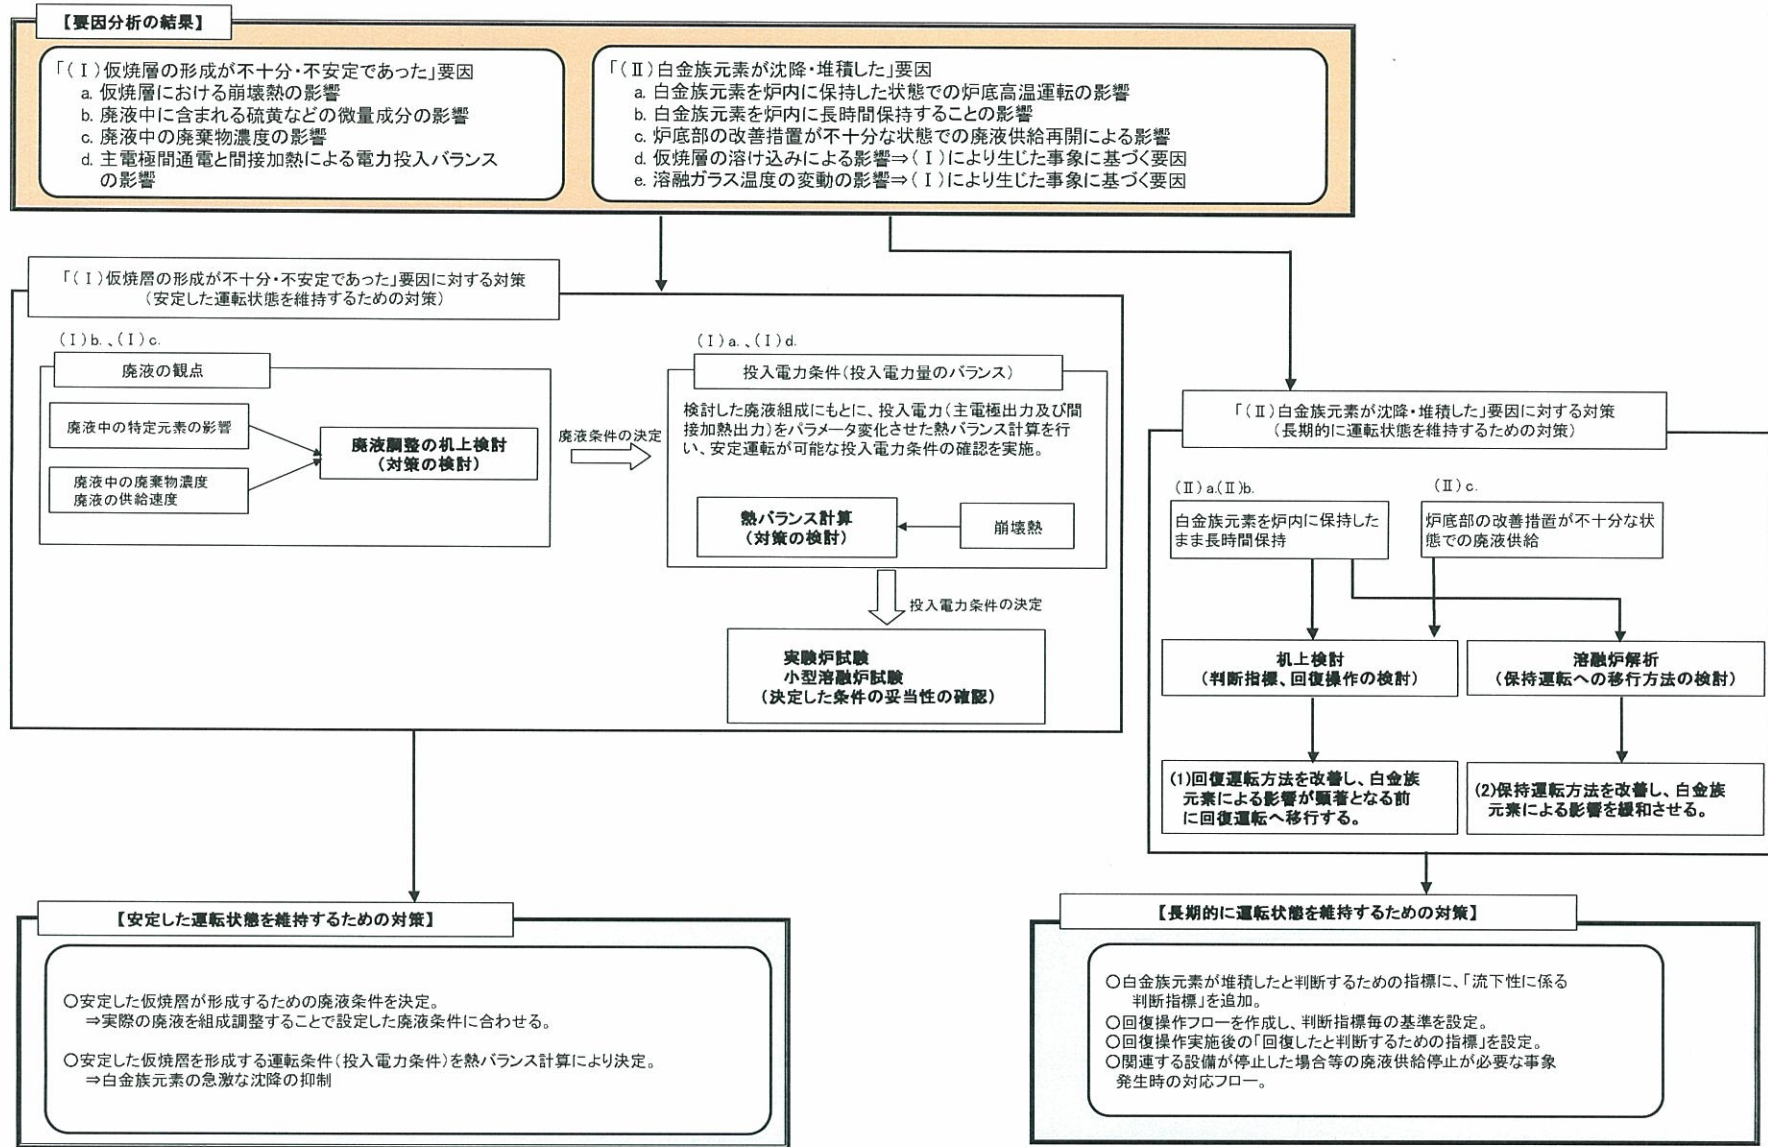 【要因分析の結果】
「(Ⅰ)仮焼層の形成が不十分・不安定であった」要因
a. 仮焼層における崩壊熱の影響
b. 廃液中に含まれる硫黄などの微量成分の影響
c. 廃液中の廃棄物濃度の影響
d. 主電極間通電と間接加熱による電力投入バランス
の影響
「(Ⅱ)白金族元素が沈降・堆積した」要因
a. 白金族元素を炉内に保持した状態での炉底高温運転の影響
b. 白金族元素を炉内に長時間保持することの影響
c. 炉底部の改善措置が不十分な状態での廃液供給再開による影響
d. 仮焼層の溶け込みによる影響⇒(Ⅰ)により生じた事象に基づく要因
e. 溶融ガラス温度の変動の影響⇒(Ⅰ)により生じた事象に基づく要因
「(Ⅰ)仮焼層の形成が不十分・不安定であった」要因に対する対策
(安定した運転状態を維持するための対策)
(Ⅰ)b.、(Ⅰ)c.
廃液の観点
廃液中の特定元素の影響
廃液中の廃棄物濃度
廃液の供給速度
廃液調整の机上検討
(対策の検討)
廃液条件の決定
(Ⅰ)a.、(Ⅰ)d.
投入電力条件(投入電力量のバランス)
検討した廃液組成にもとに、投入電力(主電極出力及び間
接加熱出力)をパラメータ変化させた熱バランス計算を行
い、安定運転が可能な投入電力条件の確認を実施。
熱バランス計算
(対策の検討)
崩壊熱
投入電力条件の決定
実験炉試験
小型溶融炉試験
(決定した条件の妥当性の確認)
「(Ⅱ)白金族元素が沈降・堆積した」要因に対する対策
(長期的に運転状態を維持するための対策)
(Ⅱ)a.(Ⅱ)b.
白金族元素を炉内に保持した
まま長時間保持
(Ⅱ)c.
炉底部の改善措置が不十分な状
態での廃液供給
机上検討
(判断指標、回復操作の検討)
溶融炉解析
(保持運転への移行方法の検討)
(1)回復運転方法を改善し、白金族
元素による影響が顕著となる前
に回復運転へ移行する。
(2)保持運転方法を改善し、白金族
元素による影響を緩和させる。
【安定した運転状態を維持するための対策】
○安定した仮焼層が形成するための廃液条件を決定。
⇒実際の廃液を組成調整することで設定した廃液条件に合わせる。
○安定した仮焼層を形成する運転条件(投入電力条件)を熱バランス計算により決定。
⇒白金族元素の急激な沈降の抑制
【長期的に運転状態を維持するための対策】
○白金族元素が堆積したと判断するための指標に、「流下性に係る
判断指標」を追加。
○回復操作フローを作成し、判断指標毎の基準を設定。
○回復操作実施後の「回復したと判断するための指標」を設定。
○関連する設備が停止した場合等の廃液供給停止が必要な事象
発生時の対応フロー。